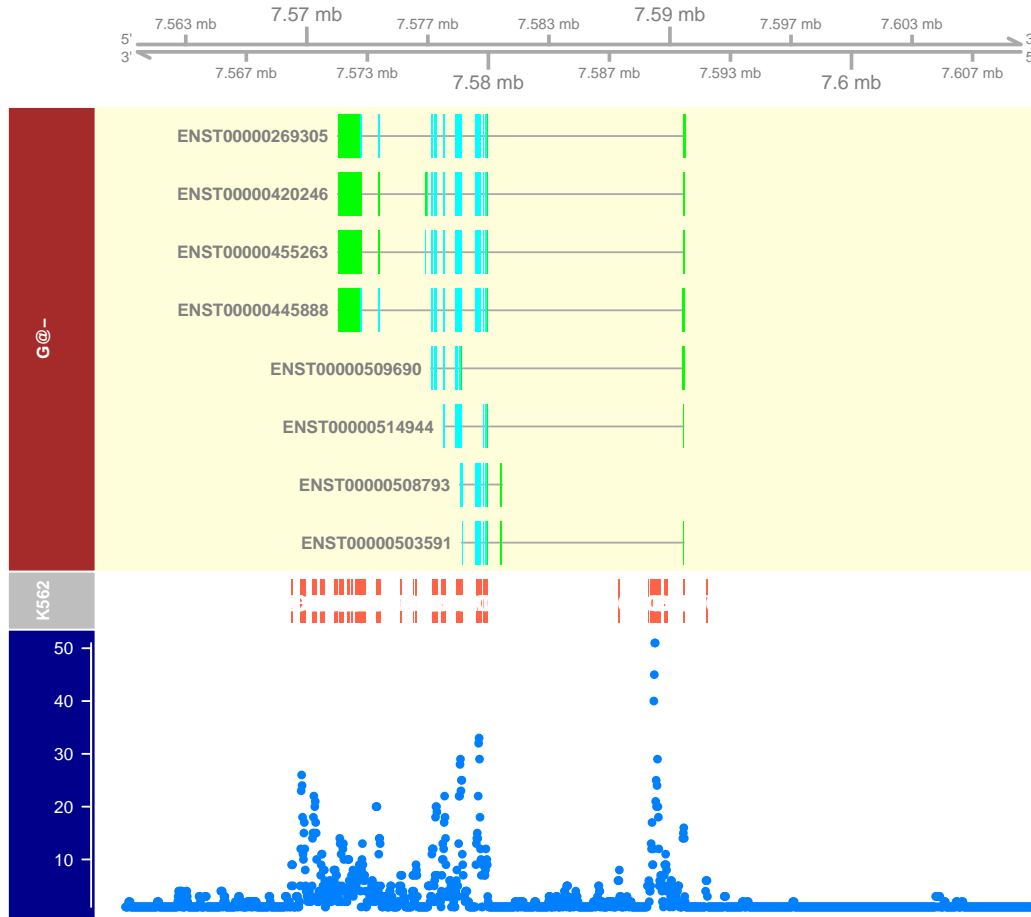 7.57 mb 7.59 mb
7.563 mb 7.577 mb 7.583 mb 7.597 mb 7.603 mb
5' 3'
3' 5'
7.567 mb 7.573 mb 7.587 mb 7.593 mb 7.607 mb
7.58 mb 7.6 mb
ENST00000269305
ENST00000420246
ENST00000455263
ENST00000445888
G@–
ENST00000509690
ENST00000514944
ENST00000508793
ENST00000503591
K562
50
40
30
20
10